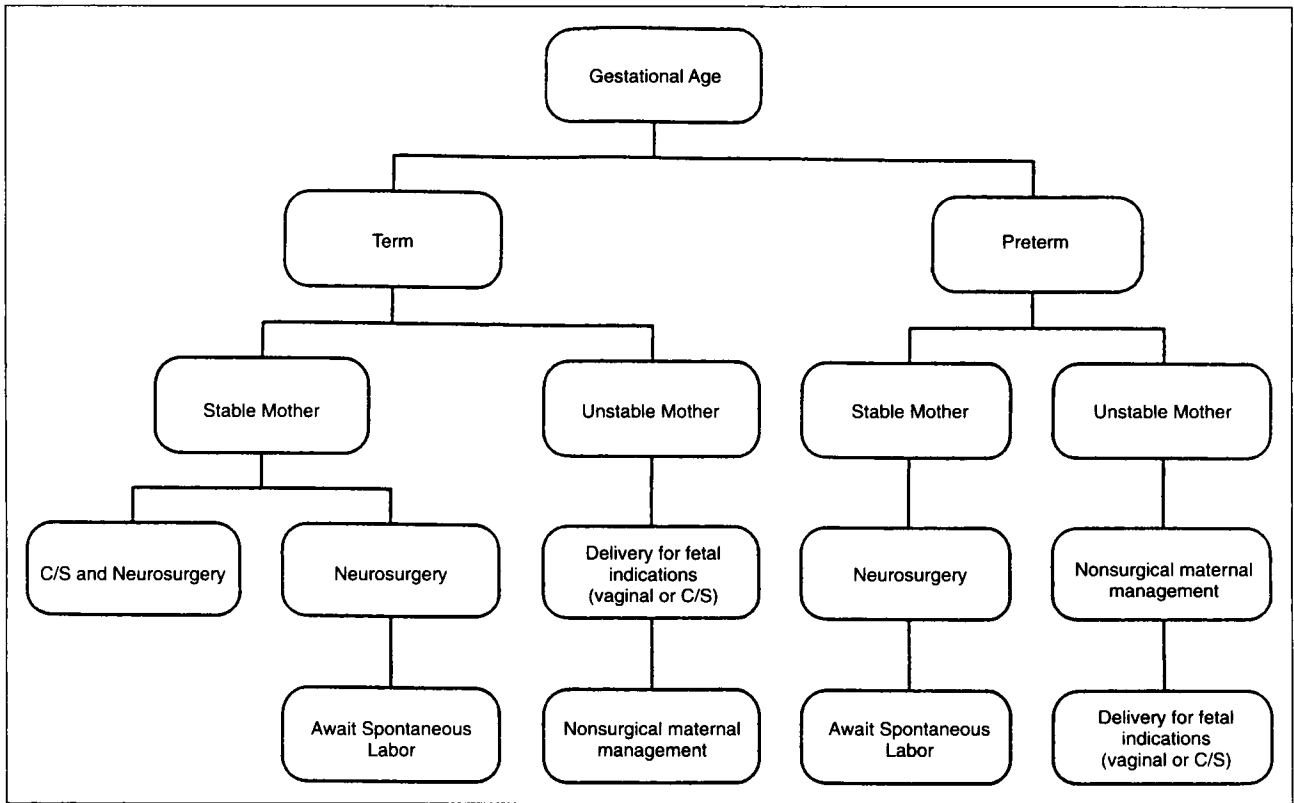 Gestational Age
Term
Preterm
Stable Mother
Unstable Mother
Stable Mother
Unstable Mother
C/S and Neurosurgery
Neurosurgery
Delivery for fetal
indications
(vaginal or C/S)
Neurosurgery
Nonsurgical maternal
management
Await Spontaneous
Labor
Nonsurgical maternal
management
Await Spontaneous
Labor
Delivery for fetal
indications
(vaginal or C/S)